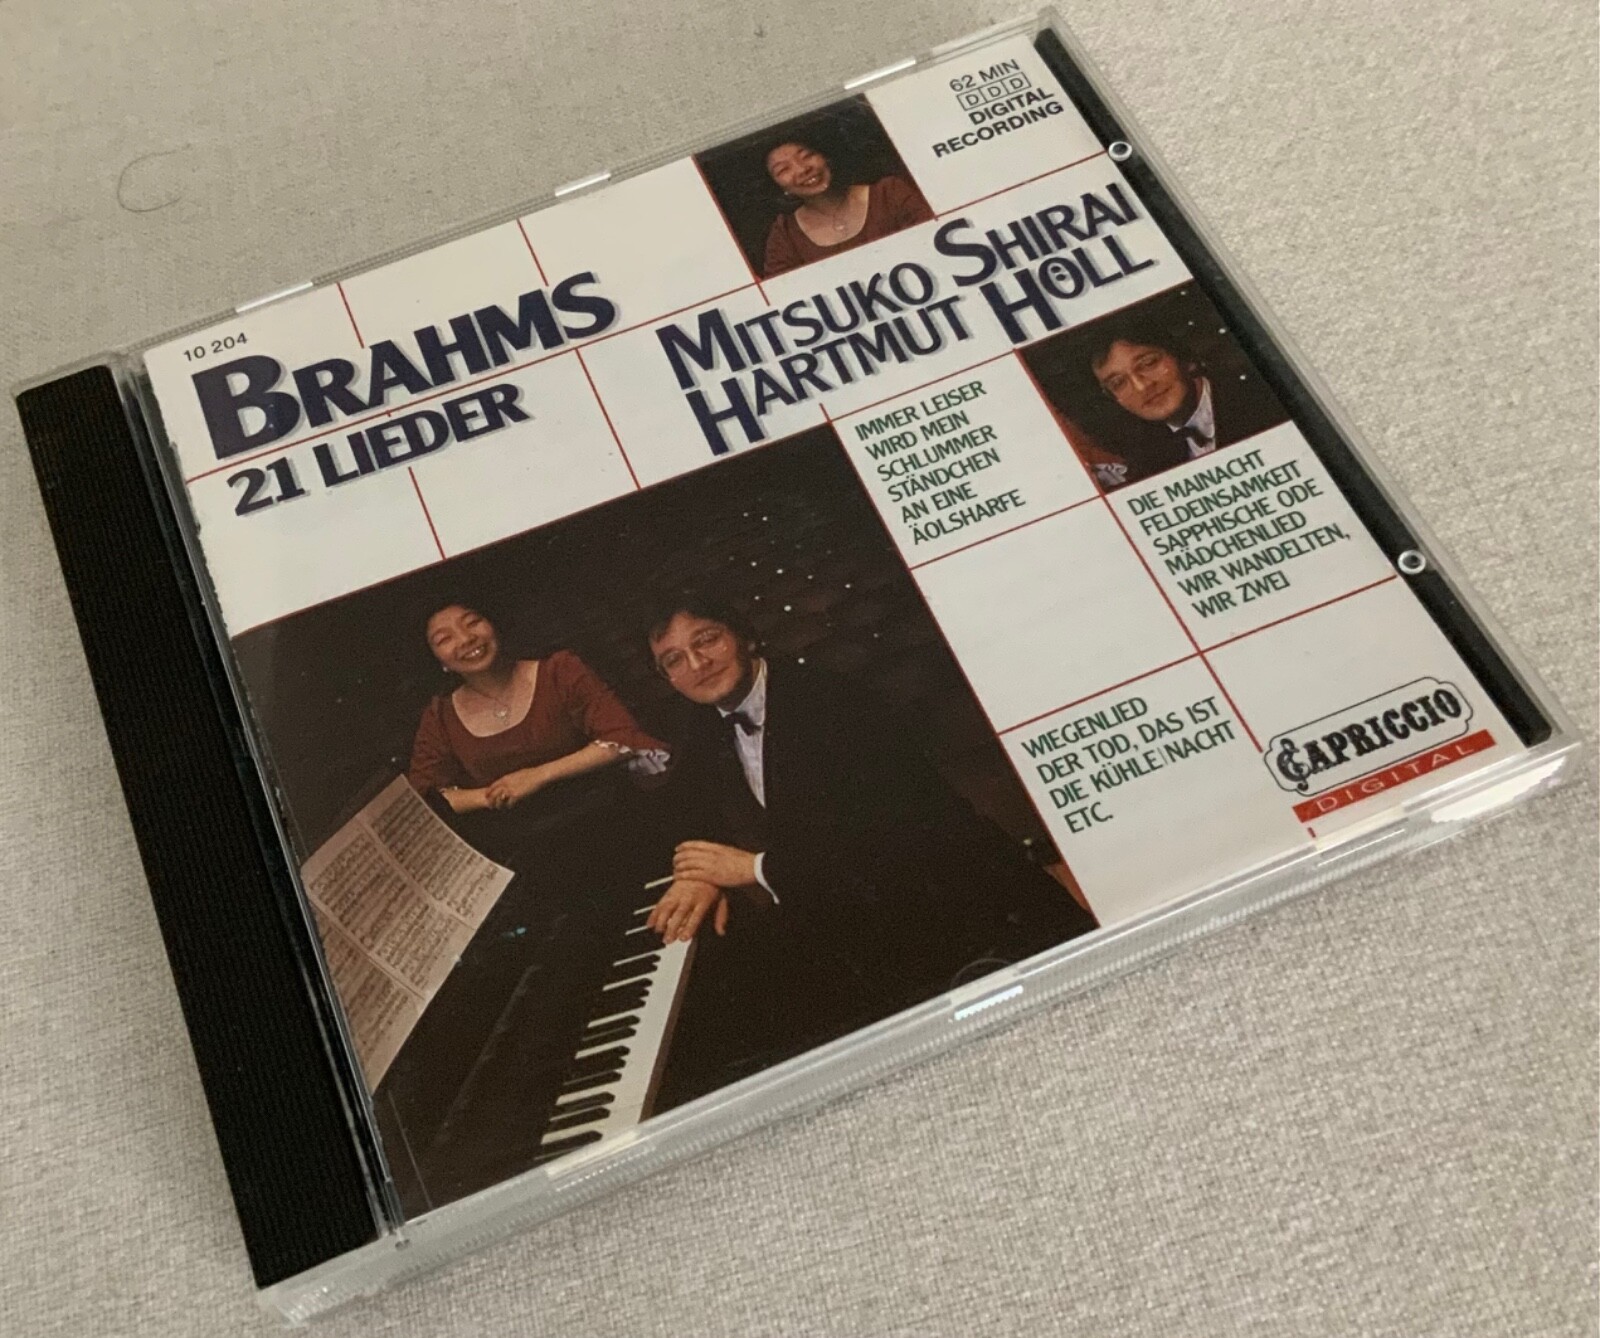 10 204
BRAHMS
21 LIEDER
62 MIN
DDD
DIGITAL
RECORDING
MITSUKO SHIRAI
HARTMUT HÖLL
IMMER LEISER
WIRD MEIN
SCHLUMMER
STÄNDCHEN
AN EINE
ÄOLSHARFE
DIE MAINACHT
FELDEINSAMKEIT
SAPPHISCHE ODE
MÄDCHENLIED
WIR WANDELTEN,
WIR ZWEI
WIEGENLIED
DER TOD, DAS IST
DIE KÜHLE NACHT
ETC.
CAPRICCIO
DIGITAL